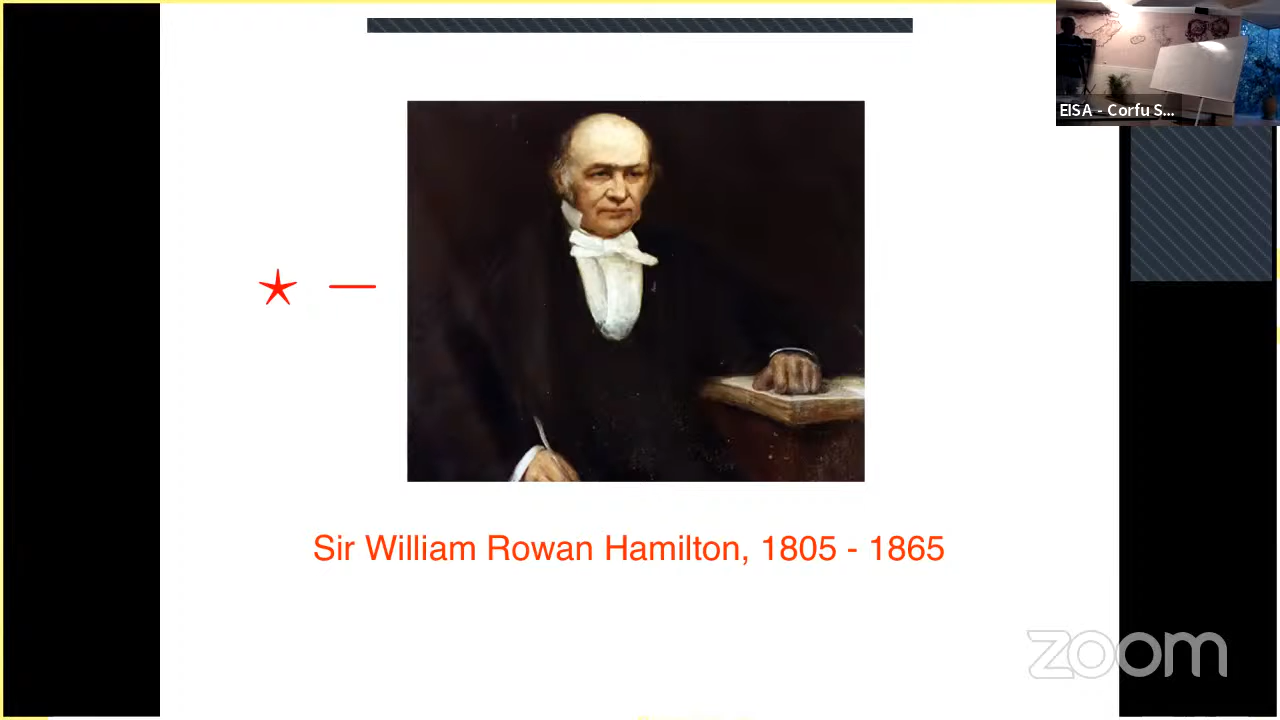 EISA - Corfu S...
★ —
Sir William Rowan Hamilton, 1805 - 1865
zoom